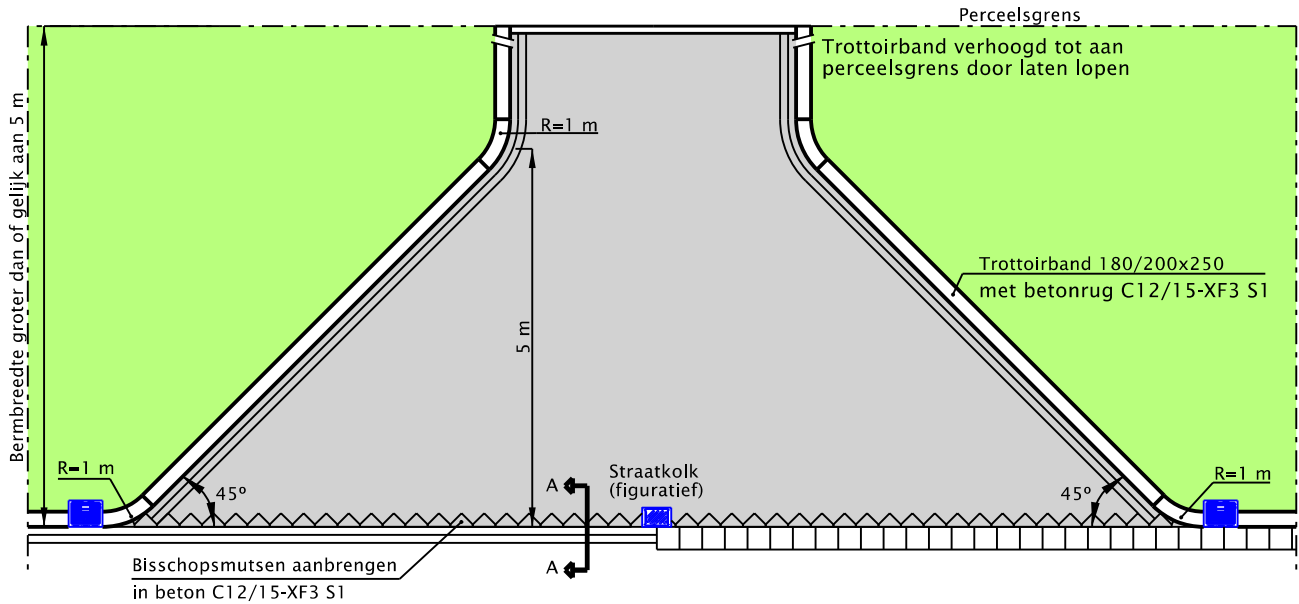 Perceelsgrens
Trottoirband verhoogd tot aan
perceelsgrens door laten lopen
Bermbreedte groter dan of gelijk aan 5 m
R=1 m
Trottoirband 180/200x250
met betonrug C12/15-XF3 S1
5 m
R=1 m
45°
A
Straatkolk
(figuratief)
45°
R=1 m
A
Bisschopsmutsen aanbrengen
in beton C12/15-XF3 S1